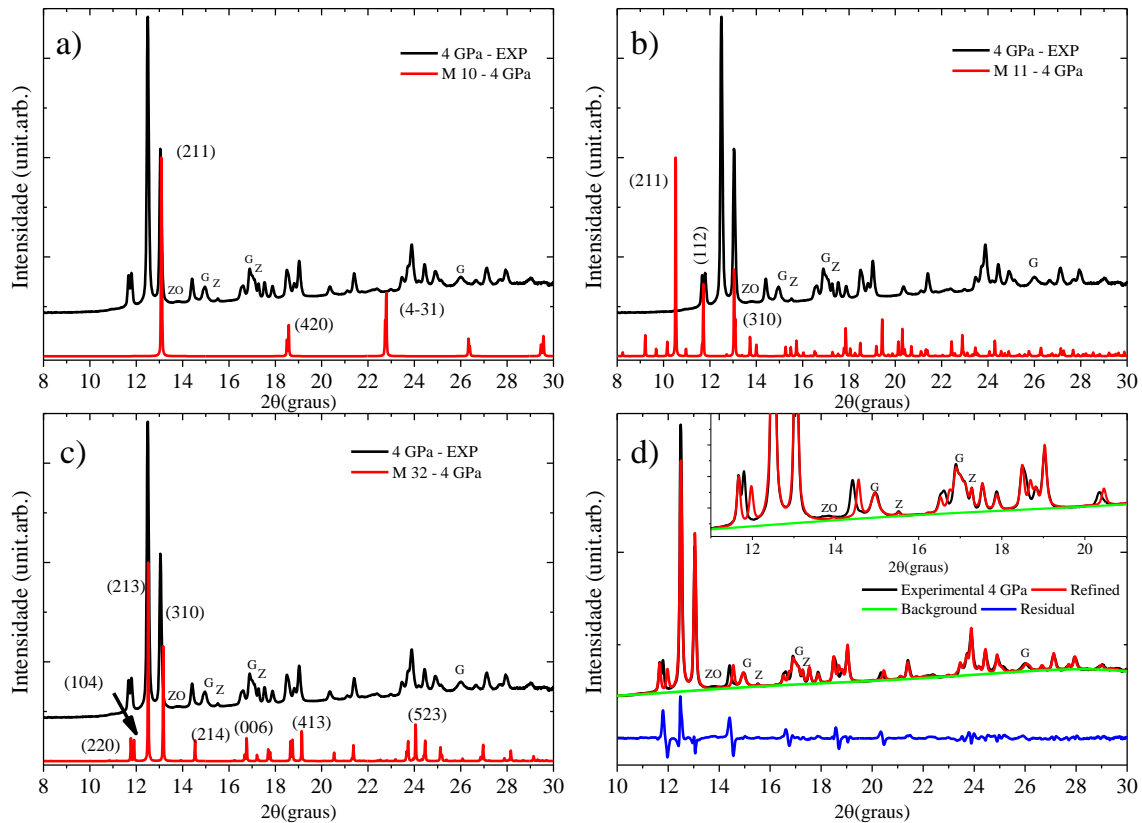 a)
4 GPa - EXP
M 10 - 4 GPa
(211)
ZO
G
Z
G
Z
G
(420)
(4-31)
8 10 12 14 16 18 20 22 24 26 28 30
2θ(graus)
Intensidade (unit.arb.)
b)
4 GPa - EXP
M 11 - 4 GPa
(211)
(112)
(310)
ZO
G
Z
G
Z
G
8 10 12 14 16 18 20 22 24 26 28 30
2θ(graus)
Intensidade (unit.arb.)
c)
4 GPa - EXP
M 32 - 4 GPa
(213)
(310)
(104)
(220)
ZO
G
Z
G
Z
G
(214)
(006)
(413)
(523)
8 10 12 14 16 18 20 22 24 26 28 30
2θ(graus)
Intensidade (unit.arb.)
d)
ZO
G
Z
G
Z
12 14 16 18 20
2θ(graus)
Experimental 4 GPa Refined
Background Residual
ZO
G
Z
G
Z
G
10 12 14 16 18 20 22 24 26 28 30
2θ(graus)
Intensidade (unit.arb.)